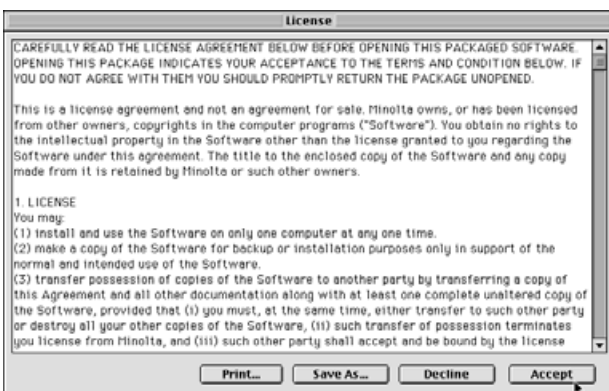 License
CAREFULLY READ THE LICENSE AGREEMENT BELOW BEFORE OPENING THIS PACKAGED SOFTWARE.
OPENING THIS PACKAGE INDICATES YOUR ACCEPTANCE TO THE TERMS AND CONDITION BELOW. IF
YOU DO NOT AGREE WITH THEM YOU SHOULD PROMPTLY RETURN THE PACKAGE UNOPENED.
This is a license agreement and not an agreement for sale. Minolta owns, or has been licensed
from other owners, copyrights in the computer programs ("Software"). You obtain no rights to
the intellectual property in the Software other than the license granted to you regarding the
Software under this agreement. The title to the enclosed copy of the Software and any copy
made from it is retained by Minolta or such other owners.
1. LICENSE
You may:
(1) install and use the Software on only one computer at any one time.
(2) make a copy of the Software for backup or installation purposes only in support of the
normal and intended use of the Software.
(3) transfer possession of copies of the Software to another party by transferring a copy of
this Agreement and all other documentation along with at least one complete unaltered copy of
the Software, provided that (i) you must, at the same time, either transfer to such other party
or destroy all your other copies of the Software, (ii) such transfer of possession terminates
you license from Minolta, and (iii) such other party shall accept and be bound by the license
Print... Save As... Decline Accept